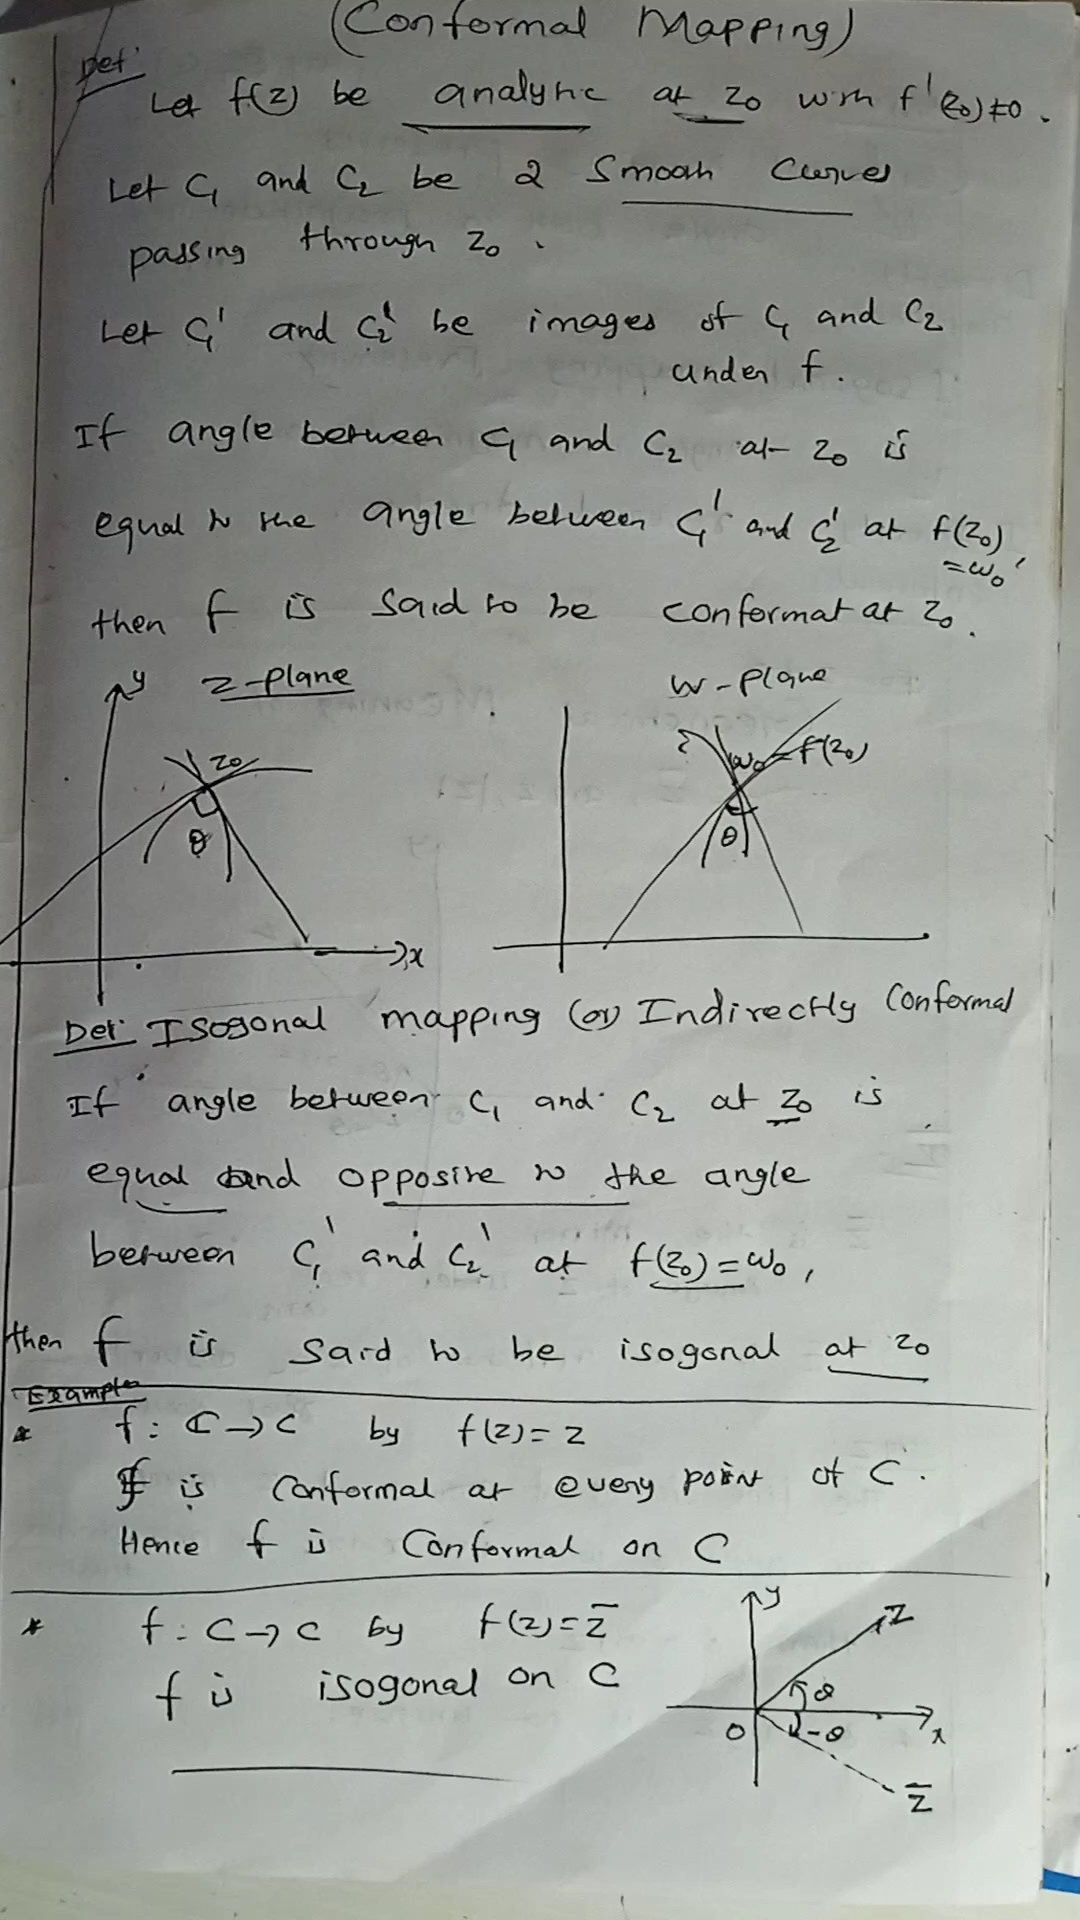 (Conformal Mapping)
Def:
Let f(z) be analytic at z₀ with f'(z₀)≠0.
Let C₁ and C₂ be 2 Smooth Curves
passing through z₀.
Let C₁' and C₂' be images of C₁ and C₂
under f.
If angle between C₁ and C₂ at z₀ is
equal to the angle between C₁' and C₂' at f(z₀)
=w₀,
then f is said to be conformal at z₀.
y z-plane
w-plane
z₀
w₀=f(z₀)
θ
θ
x
Def: Isogonal mapping (or) Indirectly Conformal
If angle between C₁ and C₂ at z₀ is
equal and opposite to the angle
between C₁' and C₂' at f(z₀)=w₀,
then f is said to be isogonal at z₀
Example
* f: C→C by f(z)=z
f is conformal at every point of C.
Hence f is Conformal on C
* f: C→C by f(z)=z̄
f is isogonal on C
y
z
θ
0
-θ
x
z̄